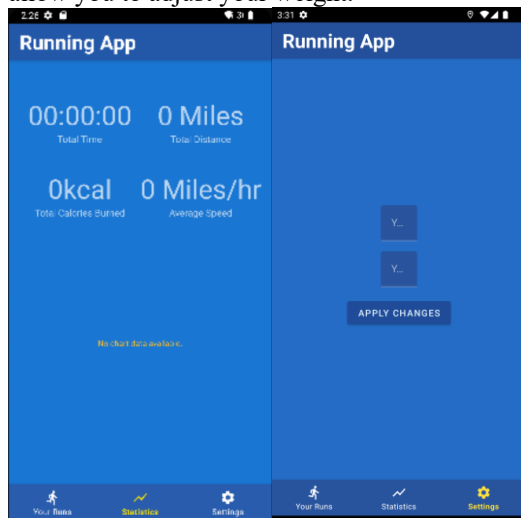 allow you to adjust your weight.
2:26
Running App
00:00:00 0 Miles
Total Time Total Distance
0kcal 0 Miles/hr
Total Calories Burned Average Speed
No chart data available.
Your Runs Statistics Settings
3:31
Running App
Y...
Y...
APPLY CHANGES
Your Runs Statistics Settings